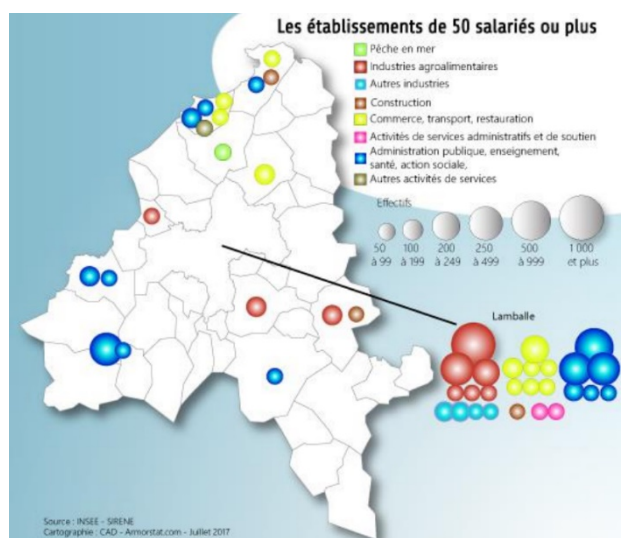 Les établissements de 50 salariés ou plus
Pêche en mer
Industries agroalimentaires
Autres industries
Construction
Commerce, transport, restauration
Activités de services administratifs et de soutien
Administration publique, enseignement,
santé, action sociale,
Autres activités de services
Effectifs
50 100 200 250 500 1 000
à 99 à 199 à 249 à 499 à 999 et plus
Lamballe
Source : INSEE - SIRENE
Cartographie : CAD - Armorstat.com - Juillet 2017